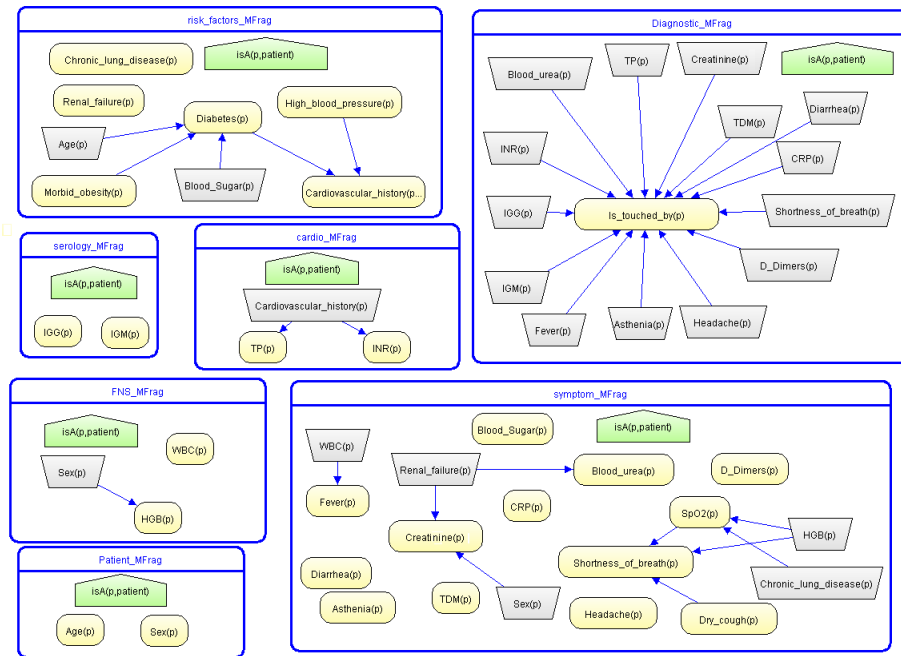 risk_factors_MFrag
Chronic_lung_disease(p)
isA(p,patient)
Renal_failure(p)
High_blood_pressure(p)
Diabetes(p)
Age(p)
Morbid_obesity(p)
Blood_Sugar(p)
Cardiovascular_history(p...
Diagnostic_MFrag
Blood_urea(p)
TP(p)
Creatinine(p)
isA(p,patient)
Diarrhea(p)
TDM(p)
INR(p)
CRP(p)
IGG(p)
Is_touched_by(p)
Shortness_of_breath(p)
D_Dimers(p)
IGM(p)
Fever(p)
Asthenia(p)
Headache(p)
serology_MFrag
isA(p,patient)
IGG(p)
IGM(p)
cardio_MFrag
isA(p,patient)
Cardiovascular_history(p)
TP(p)
INR(p)
FNS_MFrag
isA(p,patient)
WBC(p)
Sex(p)
HGB(p)
Patient_MFrag
isA(p,patient)
Age(p)
Sex(p)
symptom_MFrag
Blood_Sugar(p)
isA(p,patient)
WBC(p)
Renal_failure(p)
Blood_urea(p)
D_Dimers(p)
Fever(p)
CRP(p)
SpO2(p)
Creatinine(p)
HGB(p)
Shortness_of_breath(p)
Diarrhea(p)
Chronic_lung_disease(p)
Asthenia(p)
TDM(p)
Sex(p)
Headache(p)
Dry_cough(p)